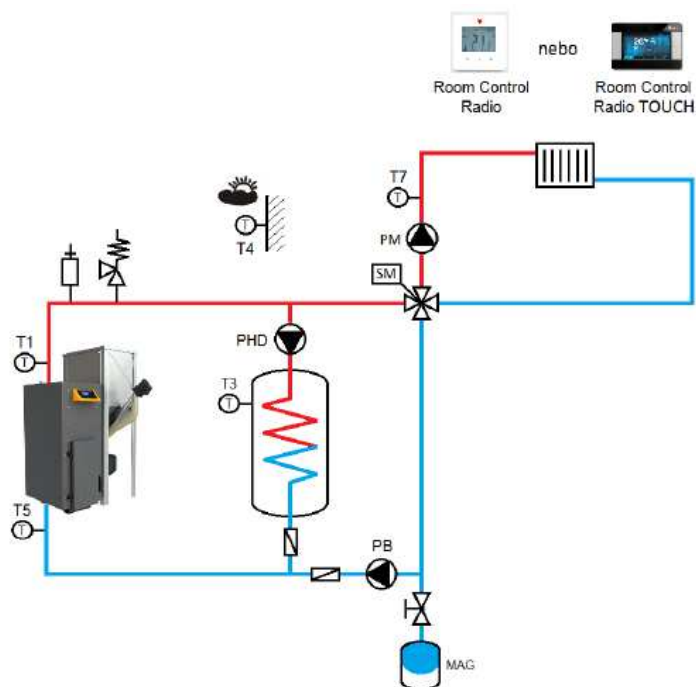 nebo
Room Control
Radio
Room Control
Radio TOUCH
T7
T
T
T4
PM
SM
T1
T
PHD
T3
T
T5
T
PB
MAG